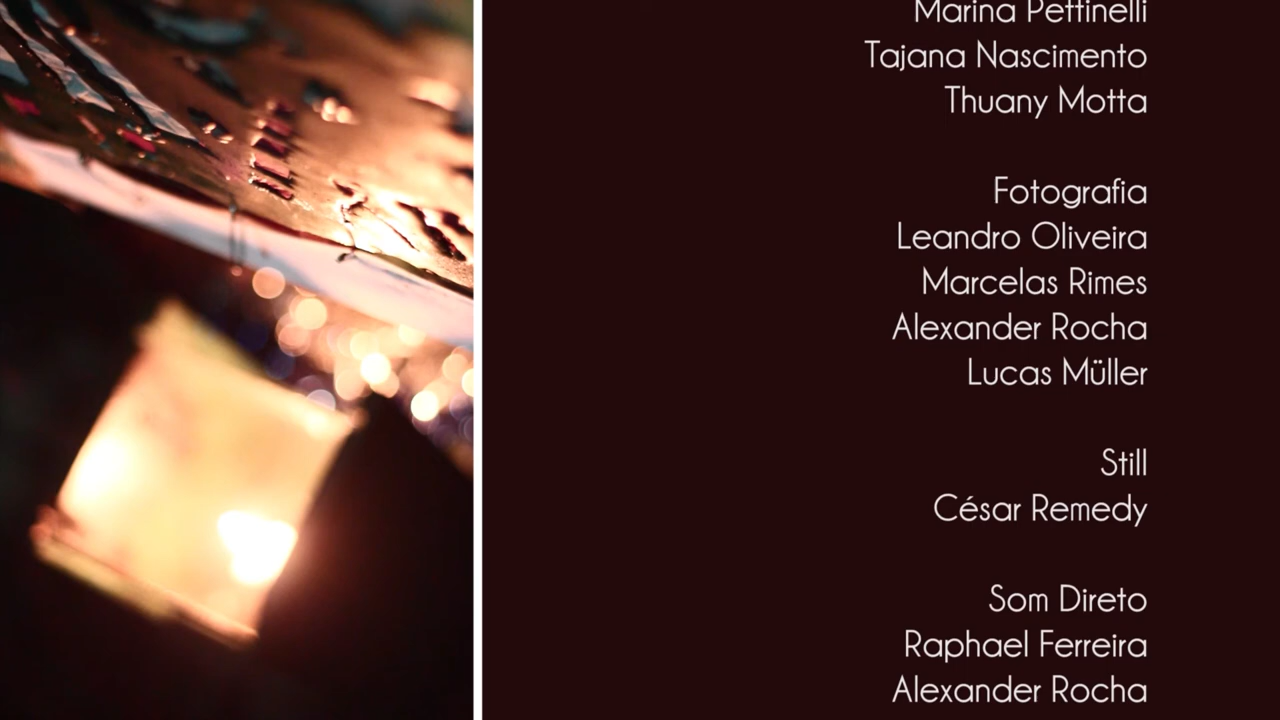 Marina Pettinelli
Tajana Nascimento
Thuany Motta
Fotografia
Leandro Oliveira
Marcelas Rimes
Alexander Rocha
Lucas Müller
Still
César Remedy
Som Direto
Raphael Ferreira
Alexander Rocha